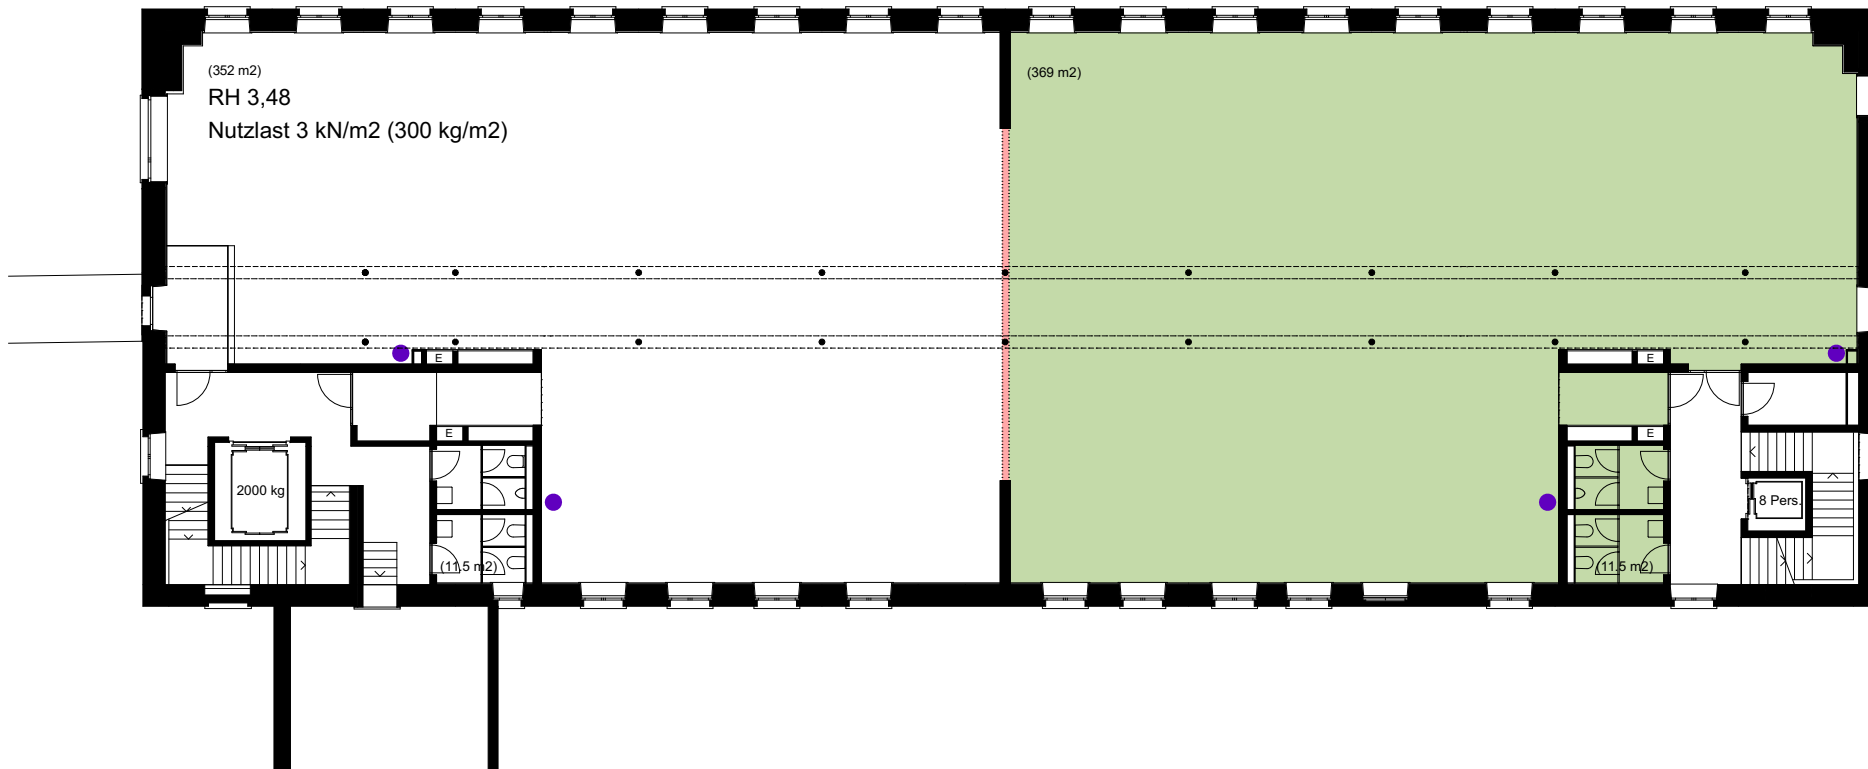 (352 m2)
RH 3,48
Nutzlast 3 kN/m2 (300 kg/m2)
(369 m2)
E
E
E
E
2000 kg
8 Pers.
(11.5 m2)
(11.5 m2)